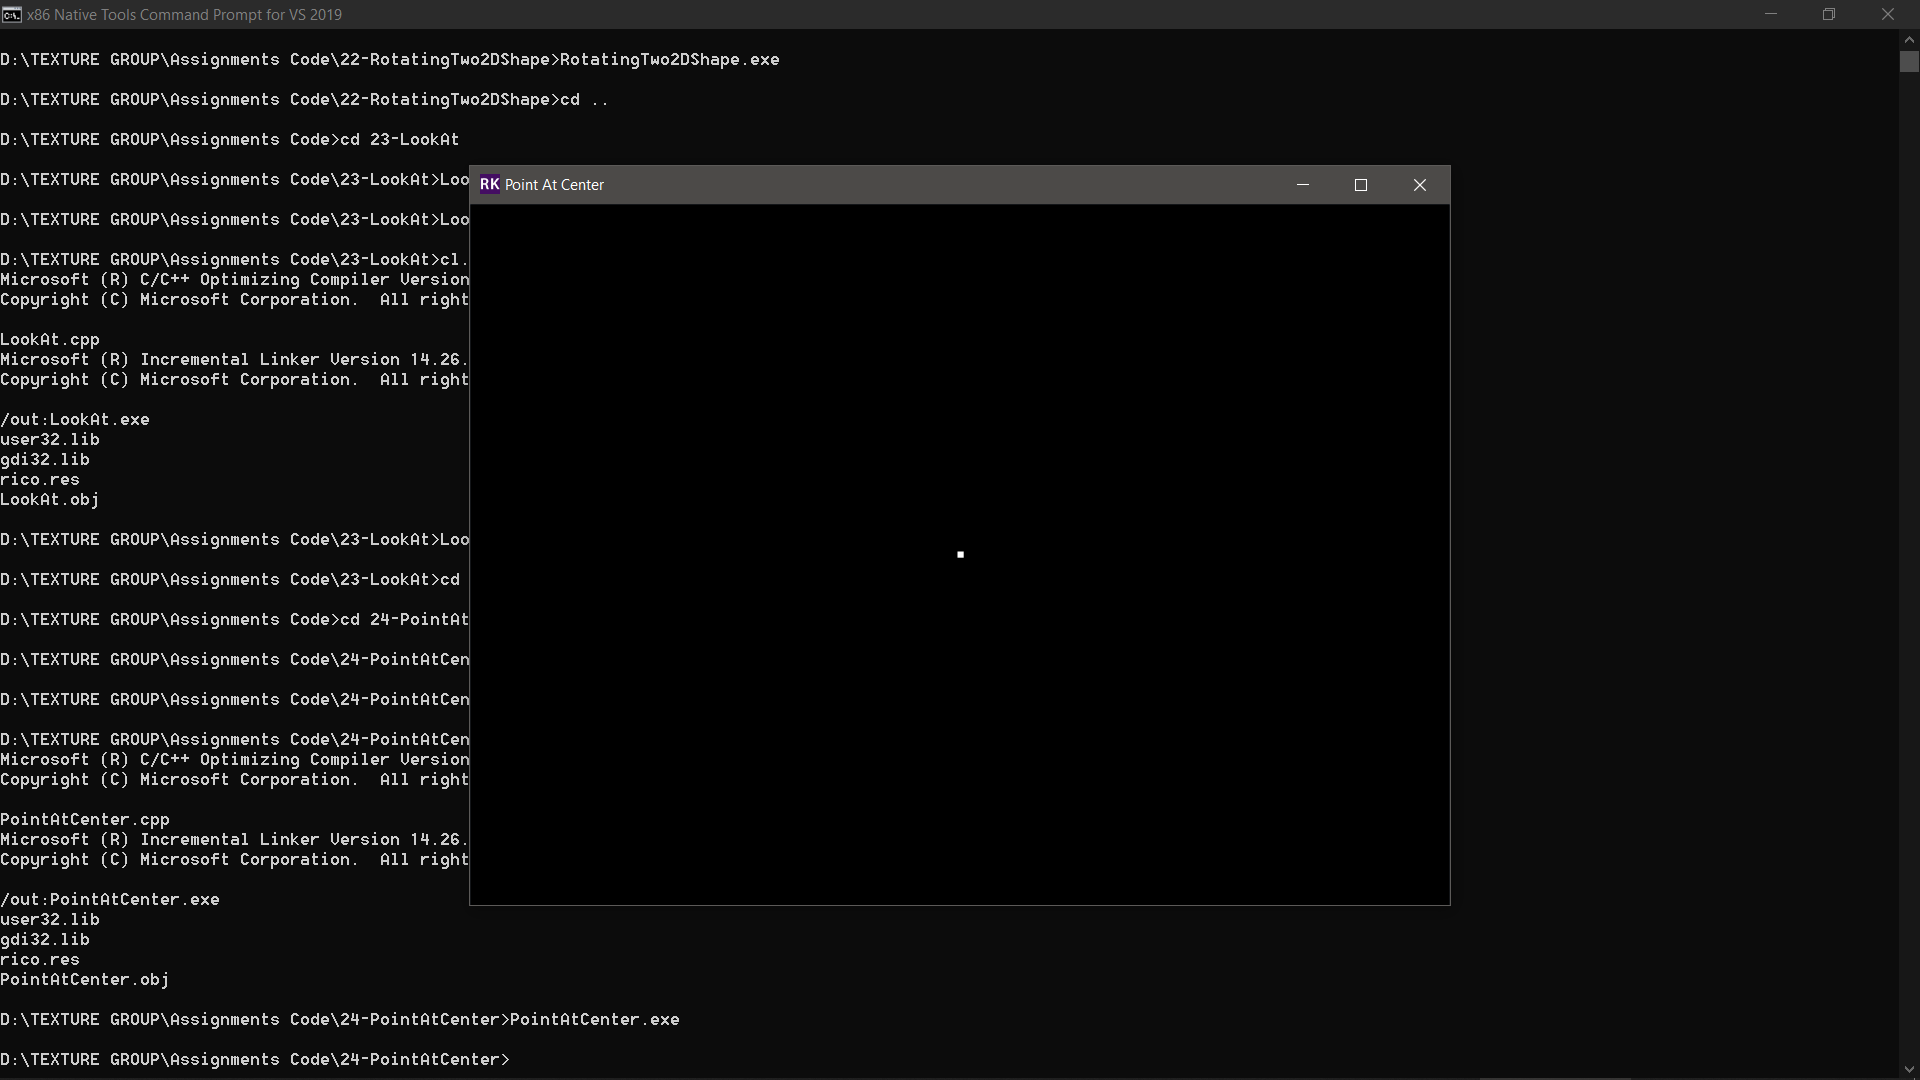 x86 Native Tools Command Prompt for VS 2019
D:\TEXTURE GROUP\Assignments Code\22-RotatingTwo2DShape>RotatingTwo2DShape.exe
D:\TEXTURE GROUP\Assignments Code\22-RotatingTwo2DShape>cd ..
D:\TEXTURE GROUP\Assignments Code>cd 23-LookAt
D:\TEXTURE GROUP\Assignments Code\23-LookAt>Loo
RK Point At Center
D:\TEXTURE GROUP\Assignments Code\23-LookAt>Loo
D:\TEXTURE GROUP\Assignments Code\23-LookAt>cl.
Microsoft (R) C/C++ Optimizing Compiler Version
Copyright (C) Microsoft Corporation.  All right
LookAt.cpp
Microsoft (R) Incremental Linker Version 14.26.
Copyright (C) Microsoft Corporation.  All right
/out:LookAt.exe
user32.lib
gdi32.lib
rico.res
LookAt.obj
D:\TEXTURE GROUP\Assignments Code\23-LookAt>Loo
D:\TEXTURE GROUP\Assignments Code\23-LookAt>cd
D:\TEXTURE GROUP\Assignments Code>cd 24-PointAt
D:\TEXTURE GROUP\Assignments Code\24-PointAtCen
D:\TEXTURE GROUP\Assignments Code\24-PointAtCen
D:\TEXTURE GROUP\Assignments Code\24-PointAtCen
Microsoft (R) C/C++ Optimizing Compiler Version
Copyright (C) Microsoft Corporation.  All right
PointAtCenter.cpp
Microsoft (R) Incremental Linker Version 14.26.
Copyright (C) Microsoft Corporation.  All right
/out:PointAtCenter.exe
user32.lib
gdi32.lib
rico.res
PointAtCenter.obj
D:\TEXTURE GROUP\Assignments Code\24-PointAtCenter>PointAtCenter.exe
D:\TEXTURE GROUP\Assignments Code\24-PointAtCenter>